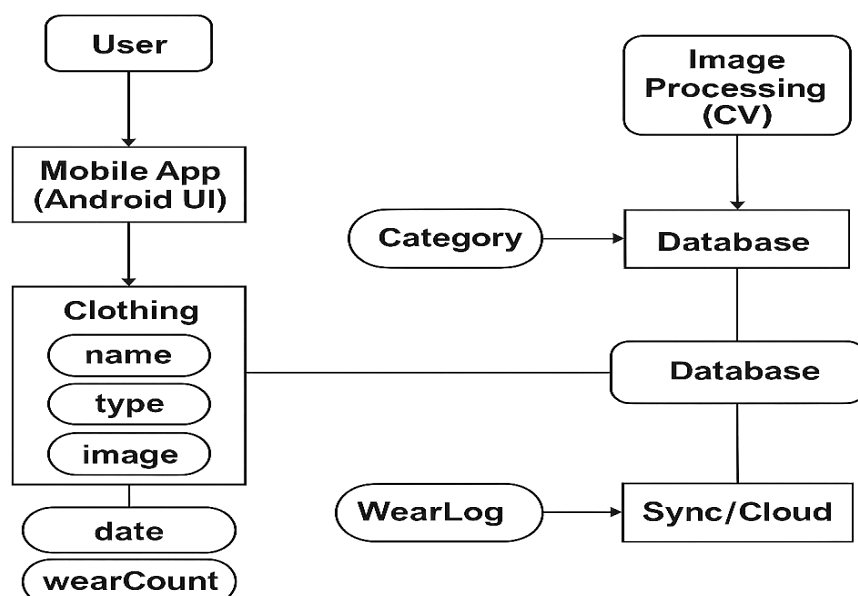 User
Mobile App
(Android UI)
Clothing
name
type
image
date
wearCount
Image
Processing
(CV)
Category
Database
Database
WearLog
Sync/Cloud